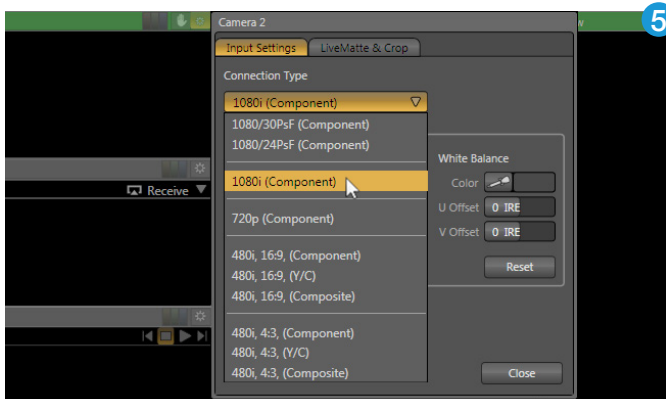 Camera 2
w
5
Input Settings
LiveMatte & Crop
Connection Type
1080i (Component)
1080/30PsF (Component)
1080/24PsF (Component)
1080i (Component)
720p (Component)
480i, 16:9, (Component)
480i, 16:9, (Y/C)
480i, 16:9, (Composite)
480i, 4:3, (Component)
480i, 4:3, (Y/C)
480i, 4:3, (Composite)
Receive
White Balance
Color
U Offset 0 IRE
V Offset 0 IRE
Reset
Close